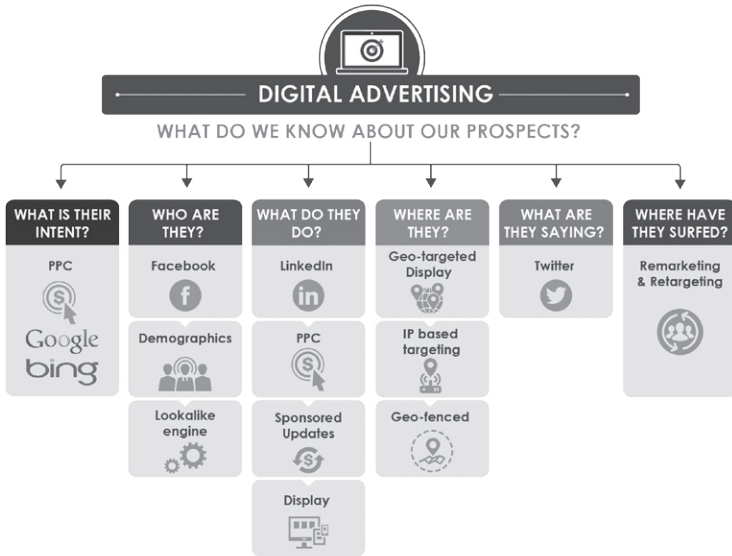 DIGITAL ADVERTISING
WHAT DO WE KNOW ABOUT OUR PROSPECTS?
WHAT IS THEIR
INTENT?
PPC
$
Google
bing
WHO ARE
THEY?
Facebook
f
Demographics
Lookalike
engine
WHAT DO THEY
DO?
LinkedIn
in
PPC
$
Sponsored
Updates
$
Display
WHERE ARE
THEY?
Geo-targeted
Display
IP based
targeting
Geo-fenced
WHAT ARE
THEY SAYING?
Twitter
WHERE HAVE
THEY SURFED?
Remarketing
& Retargeting